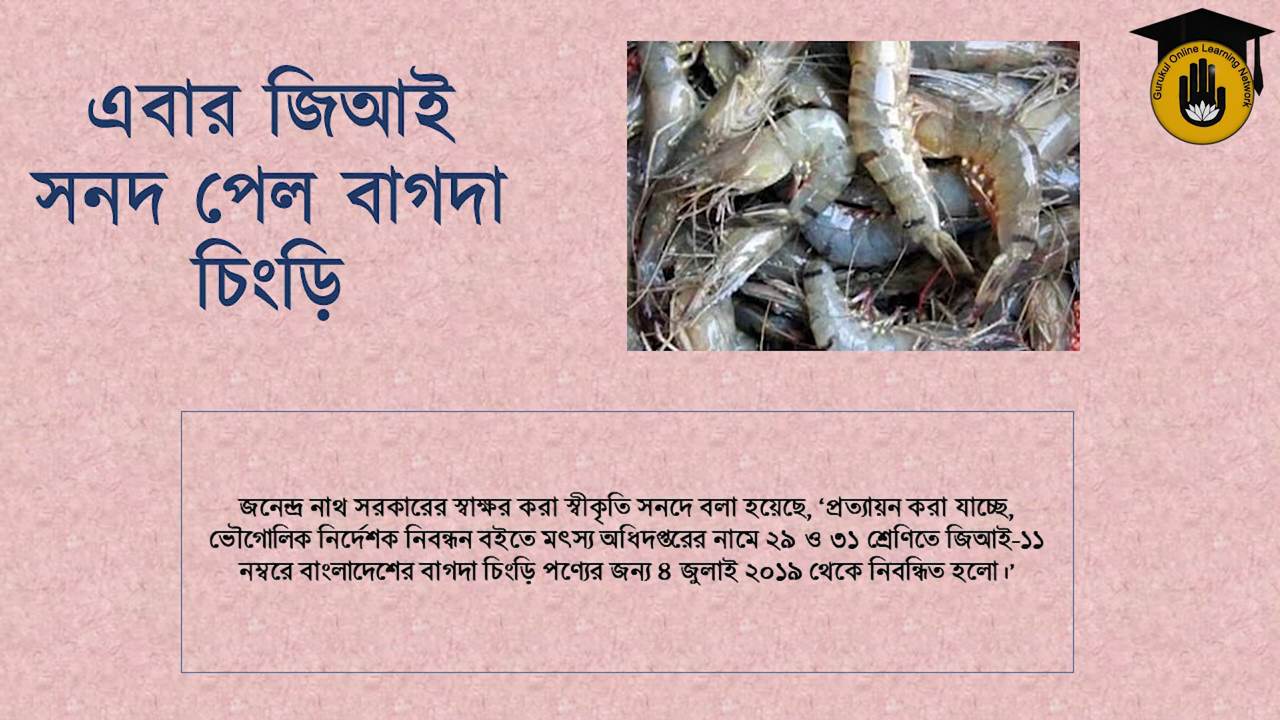 এবার জিআই
সনদ পেল বাগদা
চিংড়ি
Gurukul Online Learning Network
জনেন্দ্র নাথ সরকারের স্বাক্ষর করা স্বীকৃতি সনদে বলা হয়েছে, ‘প্রত্যায়ন করা যাচ্ছে,
ভৌগোলিক নির্দেশক নিবন্ধন বইতে মৎস্য অধিদপ্তরের নামে ২৯ ও ৩১ শ্রেণিতে জিআই-১১
নম্বরে বাংলাদেশের বাগদা চিংড়ি পণ্যের জন্য ৪ জুলাই ২০১৯ থেকে নিবন্ধিত হলো।’